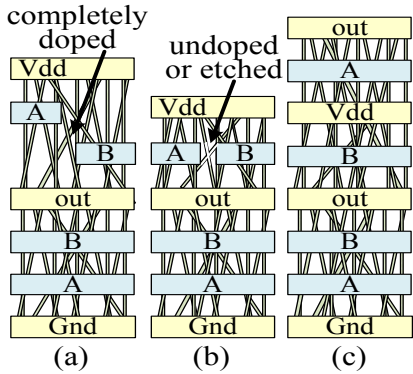 completely
doped
undoped
or etched
Vdd
A
B
out
B
A
Gnd
(a)
Vdd
A
B
out
B
A
Gnd
(b)
out
A
Vdd
B
out
B
A
Gnd
(c)